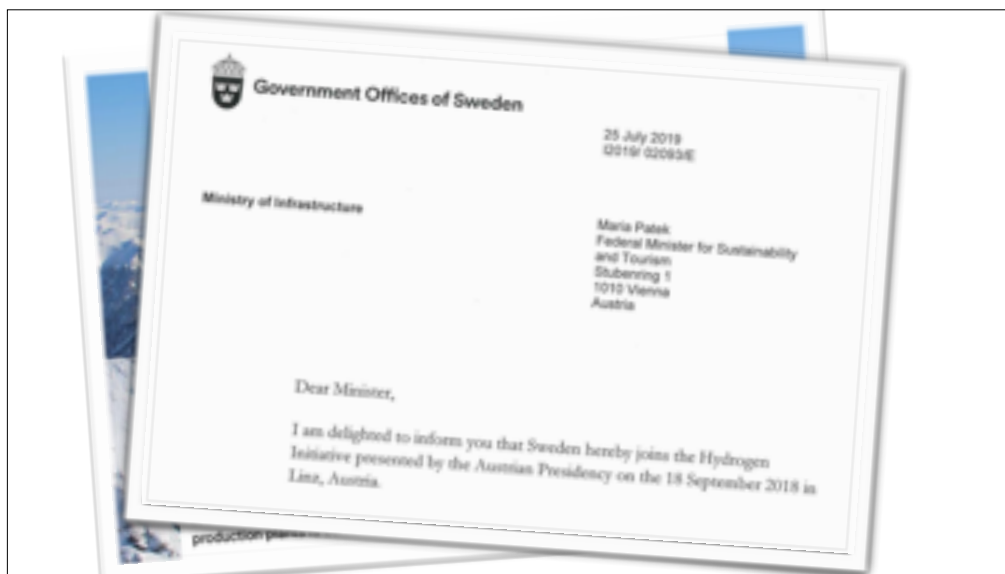 Government Offices of Sweden
25 July 2019
I2019/ 02093/E
Ministry of Infrastructure
Maria Patek
Federal Minister for Sustainability
and Tourism
Stubenring 1
1010 Vienna
Austria
Dear Minister,
I am delighted to inform you that Sweden hereby joins the Hydrogen
Initiative presented by the Austrian Presidency on the 18 September 2018 in
Linz, Austria.
production plants